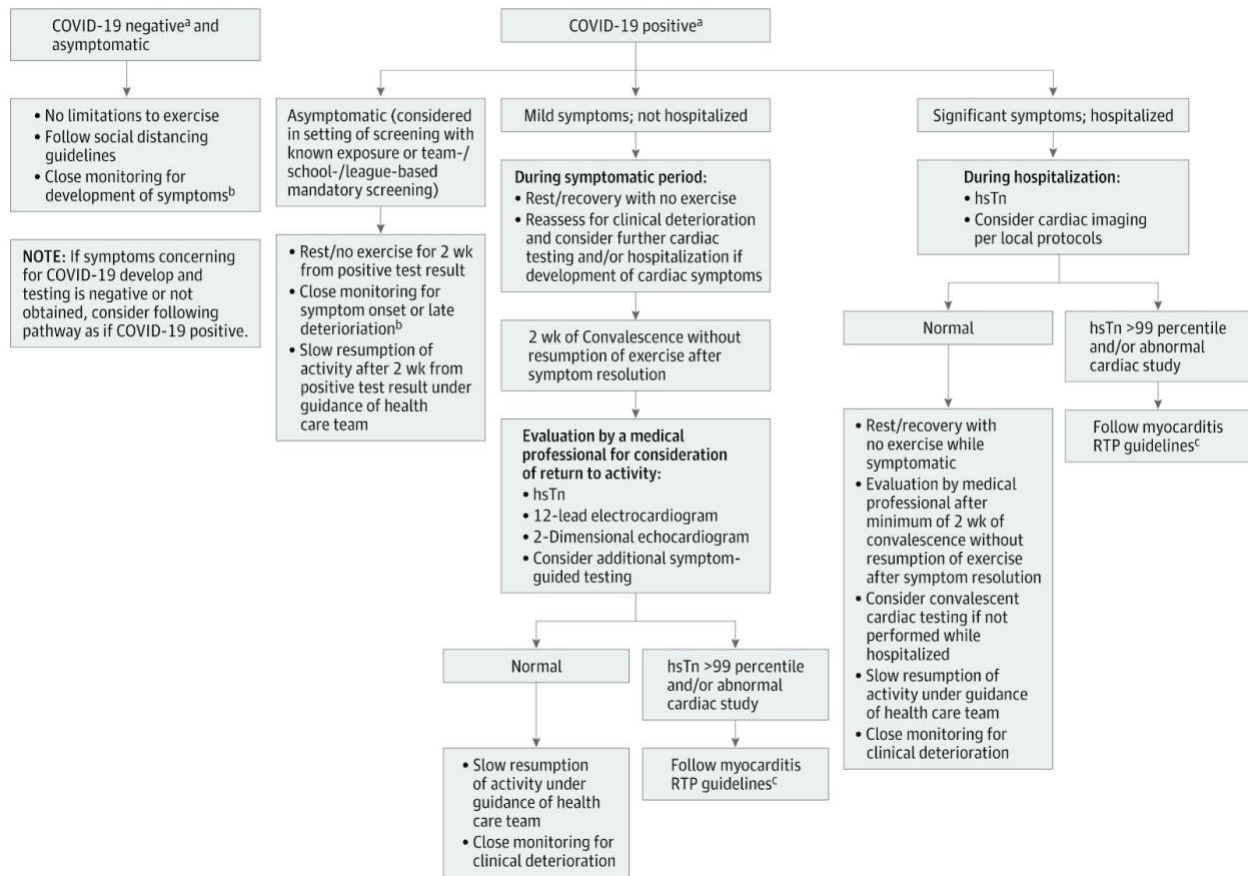 COVID-19 negativeᵃ and
asymptomatic
• No limitations to exercise
• Follow social distancing
guidelines
• Close monitoring for
development of symptomsᵇ
NOTE: If symptoms concerning
for COVID-19 develop and
testing is negative or not
obtained, consider following
pathway as if COVID-19 positive.
COVID-19 positiveᵃ
Asymptomatic (considered
in setting of screening with
known exposure or team-/
school-/league-based
mandatory screening)
• Rest/no exercise for 2 wk
from positive test result
• Close monitoring for
symptom onset or late
deterioriationᵇ
• Slow resumption of
activity after 2 wk from
positive test result under
guidance of health
care team
Mild symptoms; not hospitalized
During symptomatic period:
• Rest/recovery with no exercise
• Reassess for clinical deterioration
and consider further cardiac
testing and/or hospitalization if
development of cardiac symptoms
2 wk of Convalescence without
resumption of exercise after
symptom resolution
Evaluation by a medical
professional for consideration
of return to activity:
• hsTn
• 12-lead electrocardiogram
• 2-Dimensional echocardiogram
• Consider additional symptom-
guided testing
Normal
• Slow resumption
of activity under
guidance of health
care team
• Close monitoring for
clinical deterioration
hsTn >99 percentile
and/or abnormal
cardiac study
Follow myocarditis
RTP guidelinesᶜ
Significant symptoms; hospitalized
During hospitalization:
• hsTn
• Consider cardiac imaging
per local protocols
Normal
• Rest/recovery with
no exercise while
symptomatic
• Evaluation by medical
professional after
minimum of 2 wk of
convalescence without
resumption of exercise
after symptom resolution
• Consider convalescent
cardiac testing if not
performed while
hospitalized
• Slow resumption of
activity under guidance
of health care team
• Close monitoring for
clinical deterioration
hsTn >99 percentile
and/or abnormal
cardiac study
Follow myocarditis
RTP guidelinesᶜ